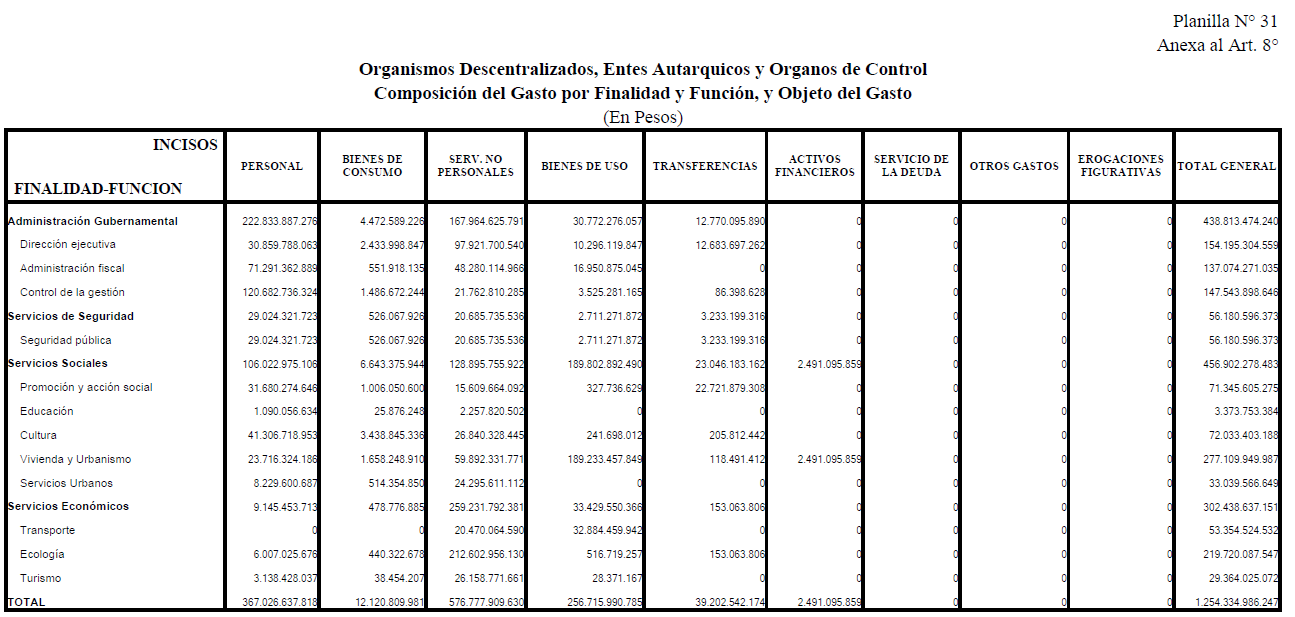 Planilla N° 31
Anexa al Art. 8°
Organismos Descentralizados, Entes Autarquicos y Organos de Control
Composición del Gasto por Finalidad y Función, y Objeto del Gasto
(En Pesos)
INCISOS
FINALIDAD-FUNCION
PERSONAL
BIENES DE
CONSUMO
SERV. NO
PERSONALES
BIENES DE USO
TRANSFERENCIAS
ACTIVOS
FINANCIEROS
SERVICIO DE
LA DEUDA
OTROS GASTOS
EROGACIONES
FIGURATIVAS
TOTAL GENERAL
Administración Gubernamental 222.833.887.276 4.472.589.226 167.964.625.791 30.772.276.057 12.770.095.890 0 0 0 0 438.813.474.240
Dirección ejecutiva 30.859.788.063 2.433.998.847 97.921.700.540 10.296.119.847 12.683.697.262 0 0 0 0 154.195.304.559
Administración fiscal 71.291.362.889 551.918.135 48.280.114.966 16.950.875.045 0 0 0 0 0 137.074.271.035
Control de la gestión 120.682.736.324 1.486.672.244 21.762.810.285 3.525.281.165 86.398.628 0 0 0 0 147.543.898.646
Servicios de Seguridad 29.024.321.723 526.067.926 20.685.735.536 2.711.271.872 3.233.199.316 0 0 0 0 56.180.596.373
Seguridad pública 29.024.321.723 526.067.926 20.685.735.536 2.711.271.872 3.233.199.316 0 0 0 0 56.180.596.373
Servicios Sociales 106.022.975.106 6.643.375.944 128.895.755.922 189.802.892.490 23.046.183.162 2.491.095.859 0 0 0 456.902.278.483
Promoción y acción social 31.680.274.646 1.006.050.600 15.609.664.092 327.736.629 22.721.879.308 0 0 0 0 71.345.605.275
Educación 1.090.056.634 25.876.248 2.257.820.502 0 0 0 0 0 0 3.373.753.384
Cultura 41.306.718.953 3.438.845.336 26.840.328.445 241.698.012 205.812.442 0 0 0 0 72.033.403.188
Vivienda y Urbanismo 23.716.324.186 1.658.248.910 59.892.331.771 189.233.457.849 118.491.412 2.491.095.859 0 0 0 277.109.949.987
Servicios Urbanos 8.229.600.687 514.354.850 24.295.611.112 0 0 0 0 0 0 33.039.566.649
Servicios Económicos 9.145.453.713 478.776.885 259.231.792.381 33.429.550.366 153.063.806 0 0 0 0 302.438.637.151
Transporte 0 0 20.470.064.590 32.884.459.942 0 0 0 0 0 53.354.524.532
Ecología 6.007.025.676 440.322.678 212.602.956.130 516.719.257 153.063.806 0 0 0 0 219.720.087.547
Turismo 3.138.428.037 38.454.207 26.158.771.661 28.371.167 0 0 0 0 0 29.364.025.072
TOTAL 367.026.637.818 12.120.809.981 576.777.909.630 256.715.990.785 39.202.542.174 2.491.095.859 0 0 0 1.254.334.986.247